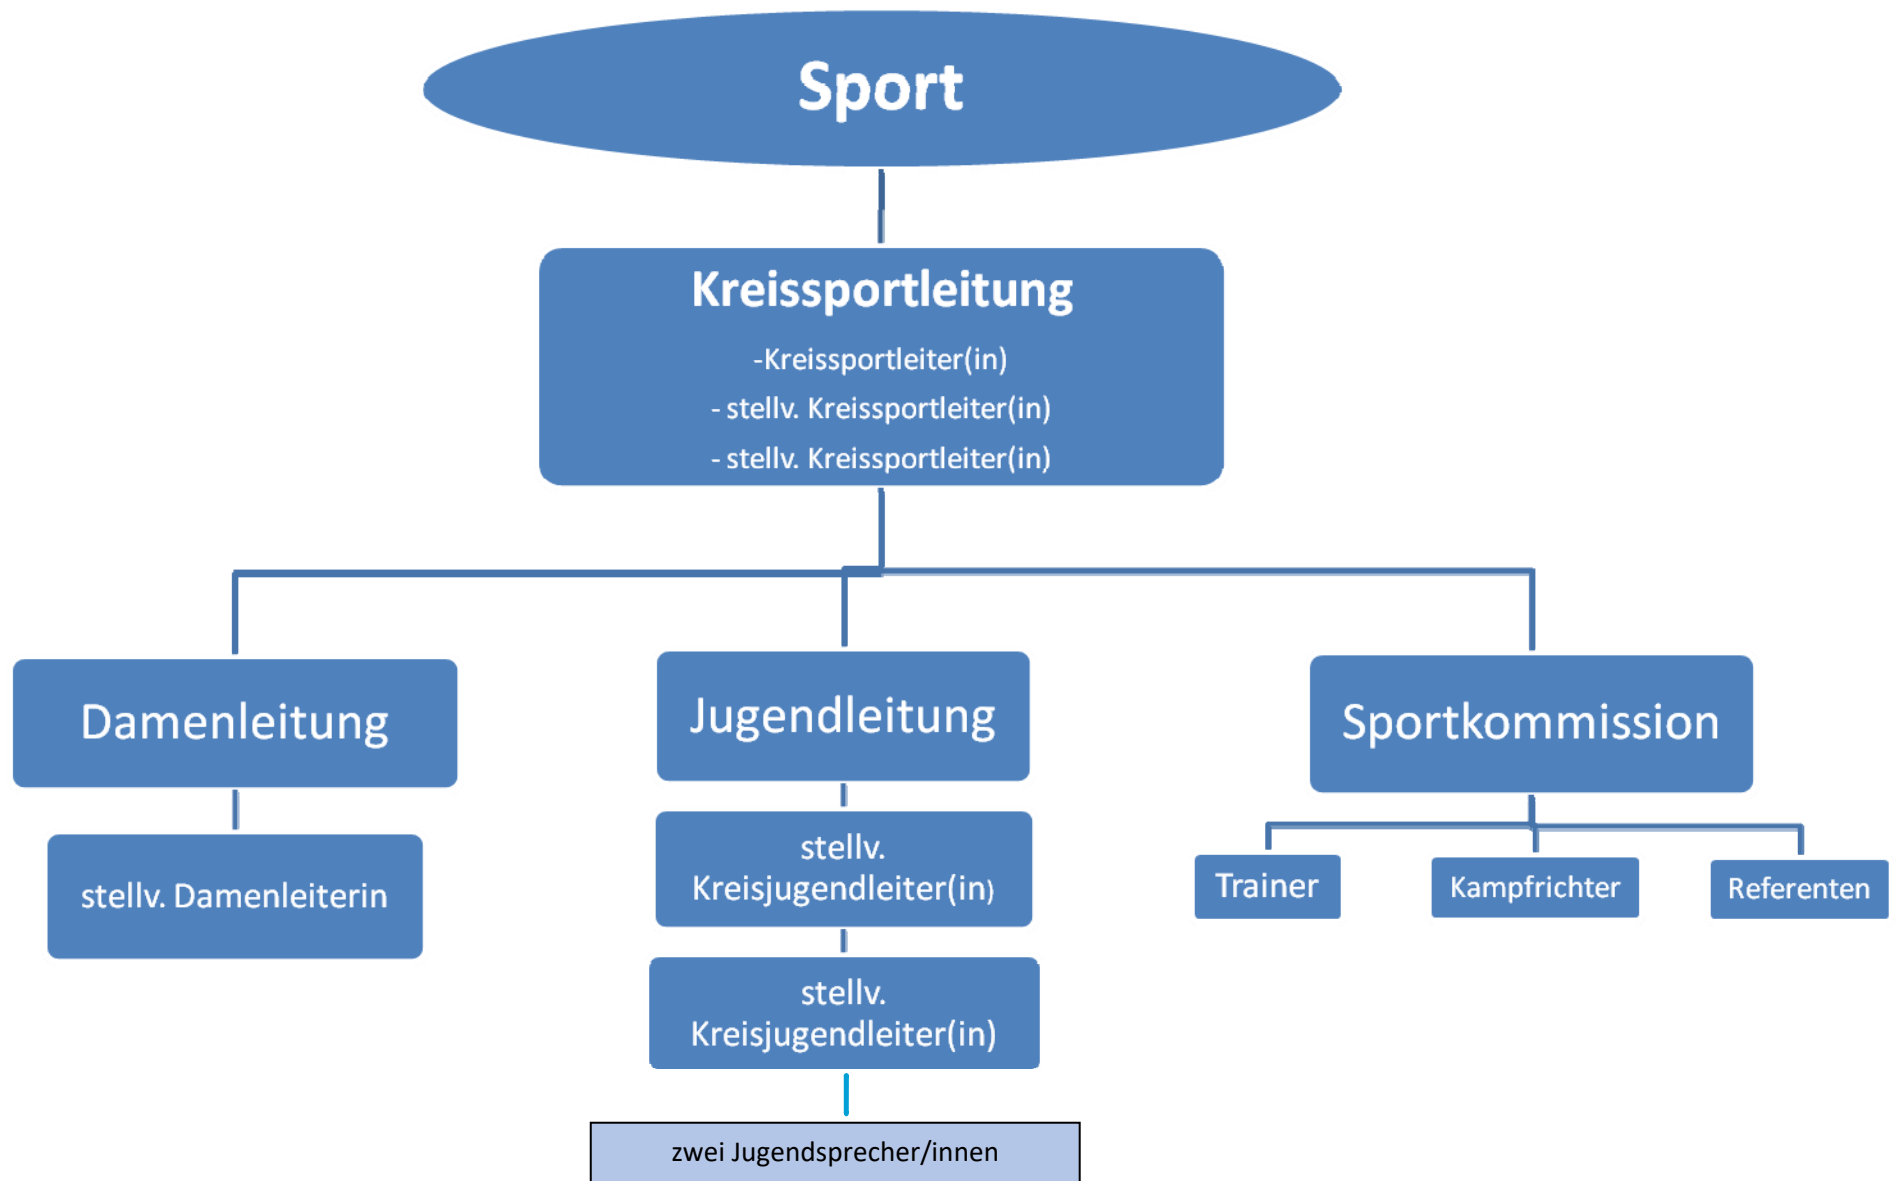 Sport
Kreissportleitung
-Kreissportleiter(in)
- stellv. Kreissportleiter(in)
- stellv. Kreissportleiter(in)
Damenleitung
stellv. Damenleiterin
Jugendleitung
stellv.
Kreisjugendleiter(in)
stellv.
Kreisjugendleiter(in)
zwei Jugendsprecher/innen
Sportkommission
Trainer
Kampfrichter
Referenten